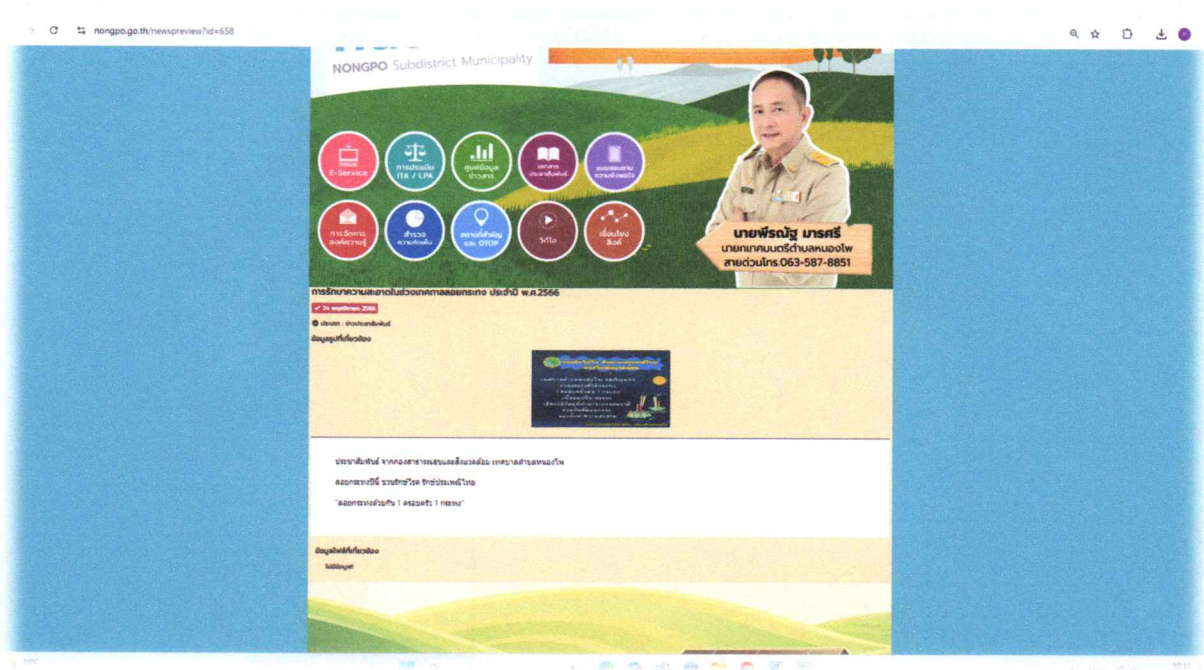 nongpo.go.th/newspreview?id=658
NONGPO Subdistrict Municipality
E-Service
การประเมิน
ITA / LPA
ศูนย์ข้อมูล
ข่าวสาร
เอกสาร
ประชาสัมพันธ์
แบบสอบถาม
ความพึงพอใจ
การจัดการ
องค์ความรู้
สำรวจ
ความคิดเห็น
สถานที่สำคัญ
และ OTOP
วิดีโอ
เชื่อมโยง
ลิงค์
นายพีรณัฐ มารศรี
นายกเทศมนตรีตำบลหนองโพ
สายด่วนโทร.063-587-8851
การรักษาความสะอาดในช่วงเทศกาลลอยกระทง ประจำปี พ.ศ.2566
24 พฤศจิกายน 2566
ประเภท : ข่าวประชาสัมพันธ์
ข้อมูลรูปที่เกี่ยวข้อง
ประชาสัมพันธ์ จากกองสาธารณสุขและสิ่งแวดล้อม เทศบาลตำบลหนองโพ
ลอยกระทงปีนี้ ชวนรักษ์โลก รักษ์ประเพณีไทย
"ลอยกระทงด้วยกัน 1 ครอบครัว 1 กระทง"
ข้อมูลไฟล์ที่เกี่ยวข้อง
ไม่มีข้อมูล!!